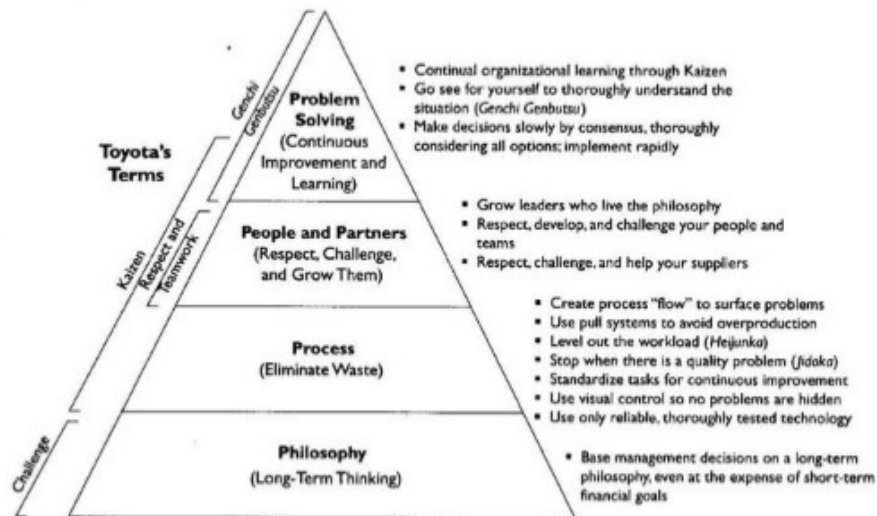 Toyota's
Terms
Genchi
Genbutsu
Kaizen
Respect and
Teamwork
Challenge
Problem
Solving
(Continuous
Improvement and
Learning)
▪ Continual organizational learning through Kaizen
▪ Go see for yourself to thoroughly understand the
situation (Genchi Genbutsu)
▪ Make decisions slowly by consensus, thoroughly
considering all options; implement rapidly
People and Partners
(Respect, Challenge,
and Grow Them)
▪ Grow leaders who live the philosophy
▪ Respect, develop, and challenge your people and
teams
▪ Respect, challenge, and help your suppliers
Process
(Eliminate Waste)
▪ Create process "flow" to surface problems
▪ Use pull systems to avoid overproduction
▪ Level out the workload (Heijunka)
▪ Stop when there is a quality problem (Jidoka)
▪ Standardize tasks for continuous improvement
▪ Use visual control so no problems are hidden
▪ Use only reliable, thoroughly tested technology
Philosophy
(Long-Term Thinking)
▪ Base management decisions on a long-term
philosophy, even at the expense of short-term
financial goals